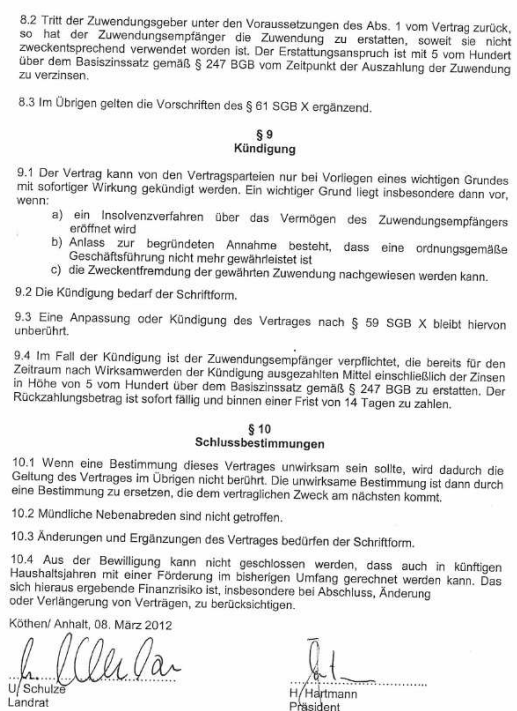 8.2 Tritt der Zuwendungsgeber unter den Voraussetzungen des Abs. 1 vom Vertrag zurück,
so hat der Zuwendungsempfänger die Zuwendung zu erstatten, soweit sie nicht
zweckentsprechend verwendet worden ist. Der Erstattungsanspruch ist mit 5 vom Hundert
über dem Basiszinssatz gemäß § 247 BGB vom Zeitpunkt der Auszahlung der Zuwendung
zu verzinsen.
8.3 Im Übrigen gelten die Vorschriften des § 61 SGB X ergänzend.
§ 9
Kündigung
9.1 Der Vertrag kann von den Vertragsparteien nur bei Vorliegen eines wichtigen Grundes
mit sofortiger Wirkung gekündigt werden. Ein wichtiger Grund liegt insbesondere dann vor,
wenn:
a) ein Insolvenzverfahren über das Vermögen des Zuwendungsempfängers
eröffnet wird
b) Anlass zur begründeten Annahme besteht, dass eine ordnungsgemäße
Geschäftsführung nicht mehr gewährleistet ist
c) die Zweckentfremdung der gewährten Zuwendung nachgewiesen werden kann.
9.2 Die Kündigung bedarf der Schriftform.
9.3 Eine Anpassung oder Kündigung des Vertrages nach § 59 SGB X bleibt hiervon
unberührt.
9.4 Im Fall der Kündigung ist der Zuwendungsempfänger verpflichtet, die bereits für den
Zeitraum nach Wirksamwerden der Kündigung ausgezahlten Mittel einschließlich der Zinsen
in Höhe von 5 vom Hundert über dem Basiszinssatz gemäß § 247 BGB zu erstatten. Der
Rückzahlungsbetrag ist sofort fällig und binnen einer Frist von 14 Tagen zu zahlen.
§ 10
Schlussbestimmungen
10.1 Wenn eine Bestimmung dieses Vertrages unwirksam sein sollte, wird dadurch die
Geltung des Vertrages im Übrigen nicht berührt. Die unwirksame Bestimmung ist dann durch
eine Bestimmung zu ersetzen, die dem vertraglichen Zweck am nächsten kommt.
10.2 Mündliche Nebenabreden sind nicht getroffen.
10.3 Änderungen und Ergänzungen des Vertrages bedürfen der Schriftform.
10.4 Aus der Bewilligung kann nicht geschlossen werden, dass auch in künftigen
Haushaltsjahren mit einer Förderung im bisherigen Umfang gerechnet werden kann. Das
sich hieraus ergebende Finanzrisiko ist, insbesondere bei Abschluss, Änderung
oder Verlängerung von Verträgen, zu berücksichtigen.
Köthen/ Anhalt, 08. März 2012
U. Schulze
Landrat
H. Hartmann
Präsident